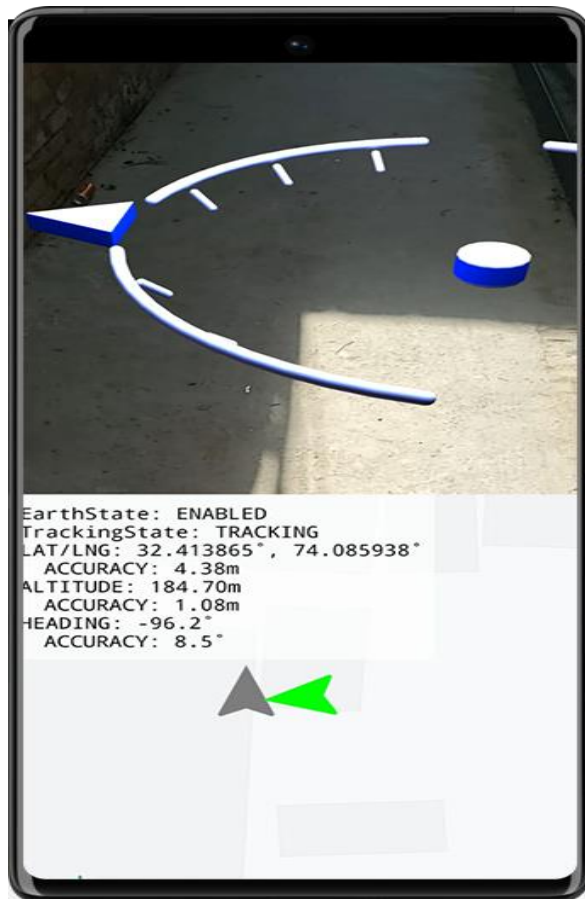 EarthState: ENABLED
TrackingState: TRACKING
LAT/LNG: 32.413865°, 74.085938°
ACCURACY: 4.38m
ALTITUDE: 184.70m
ACCURACY: 1.08m
HEADING: -96.2°
ACCURACY: 8.5°